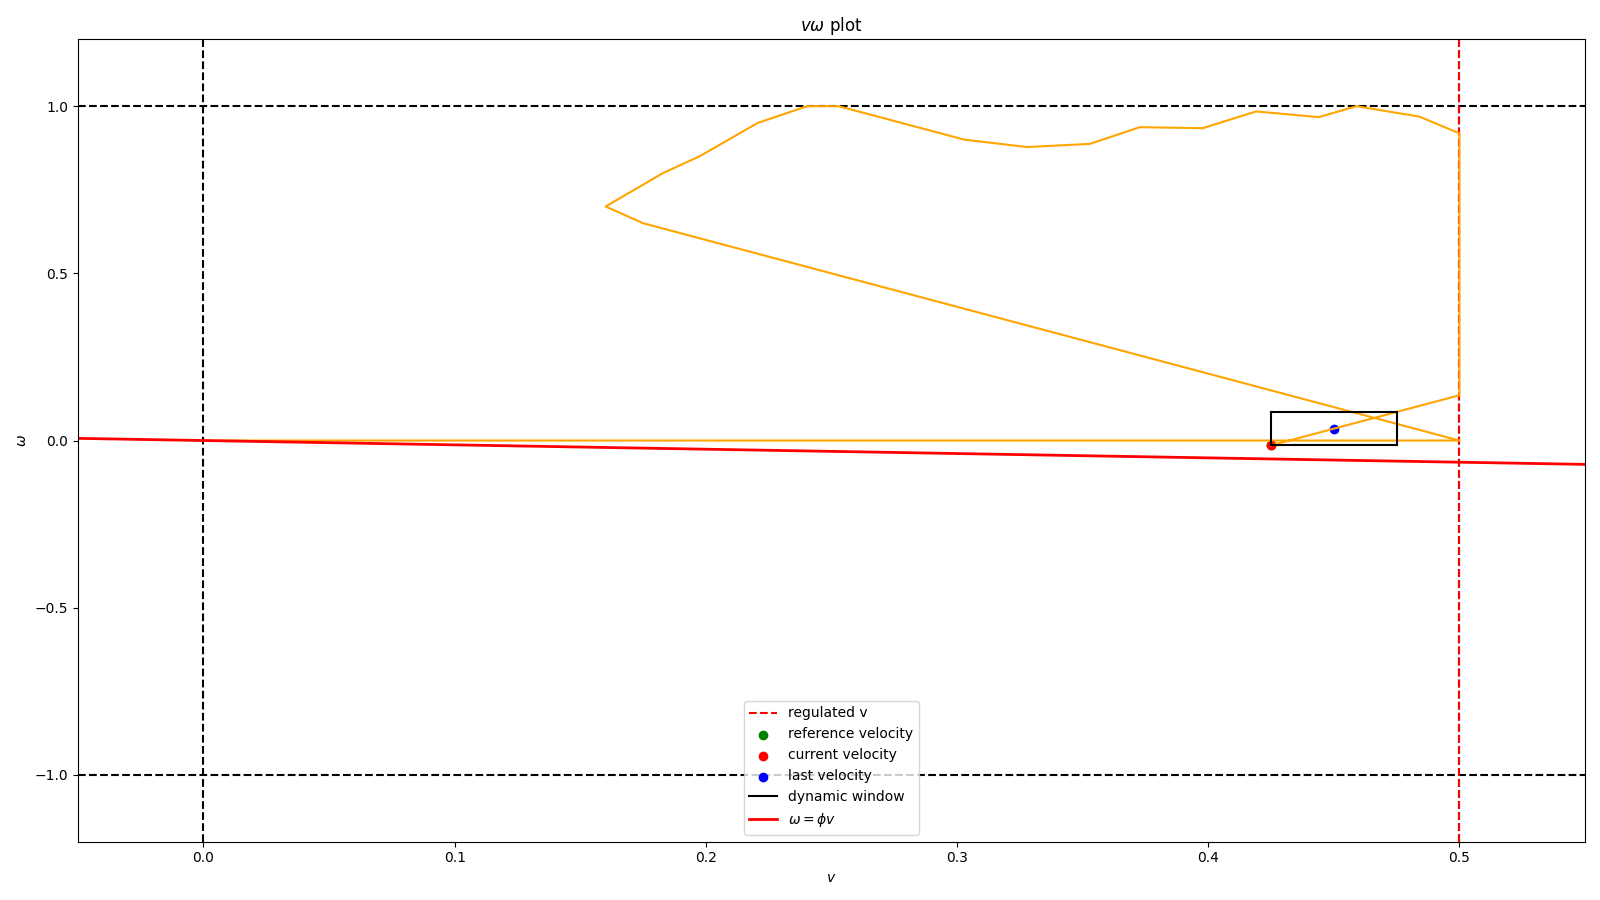 vω plot
1.0
0.5
0.0
−0.5
−1.0
ω
0.0 0.1 0.2 0.3 0.4 0.5
v
regulated v
reference velocity
current velocity
last velocity
dynamic window
ω = ϕv